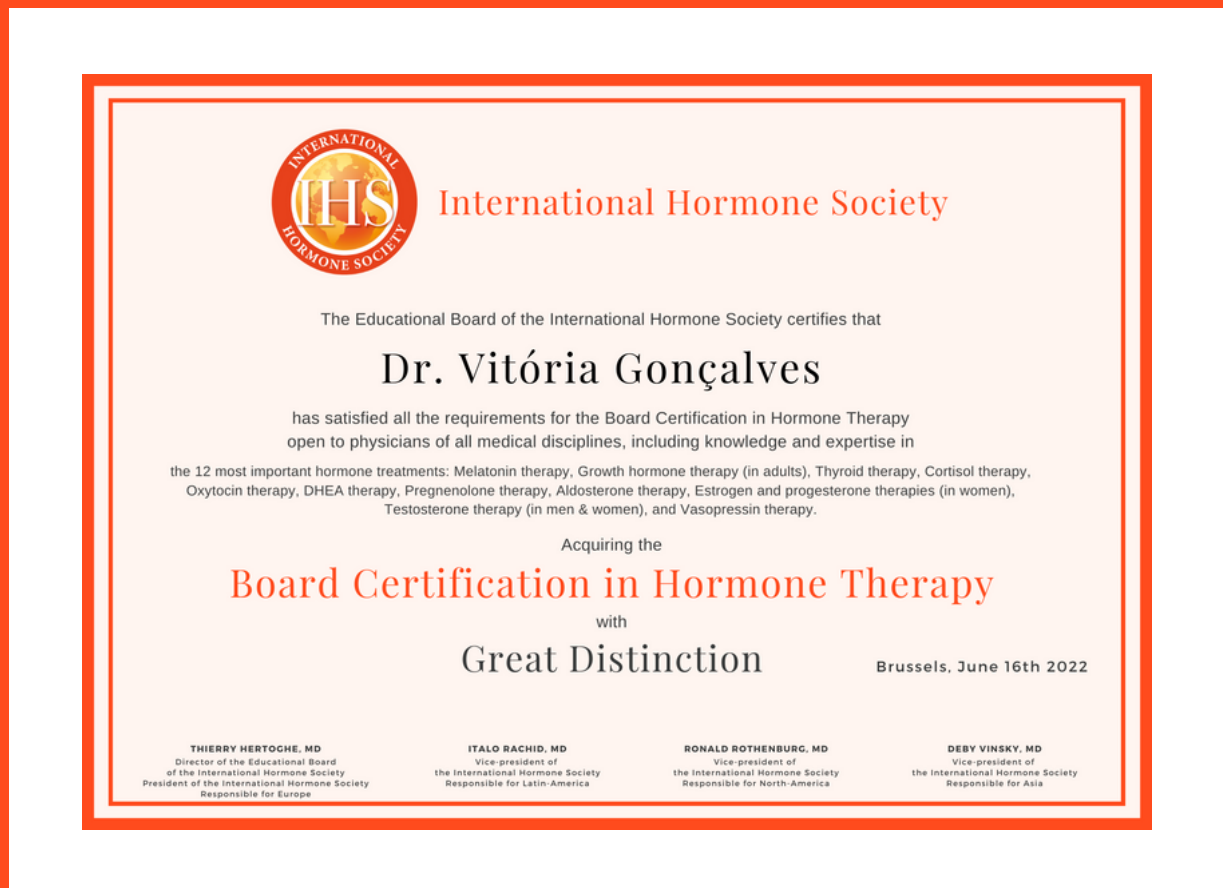 INTERNATIONAL
IHS
HORMONE SOCIETY
International Hormone Society
The Educational Board of the International Hormone Society certifies that
Dr. Vitória Gonçalves
has satisfied all the requirements for the Board Certification in Hormone Therapy
open to physicians of all medical disciplines, including knowledge and expertise in
the 12 most important hormone treatments: Melatonin therapy, Growth hormone therapy (in adults), Thyroid therapy, Cortisol therapy,
Oxytocin therapy, DHEA therapy, Pregnenolone therapy, Aldosterone therapy, Estrogen and progesterone therapies (in women),
Testosterone therapy (in men & women), and Vasopressin therapy.
Acquiring the
Board Certification in Hormone Therapy
with
Great Distinction
Brussels, June 16th 2022
THIERRY HERTOGHE, MD
Director of the Educational Board
of the International Hormone Society
President of the International Hormone Society
Responsible for Europe
ITALO RACHID, MD
Vice-president of
the International Hormone Society
Responsible for Latin-America
RONALD ROTHENBURG, MD
Vice-president of
the International Hormone Society
Responsible for North-America
DEBY VINSKY, MD
Vice-president of
the International Hormone Society
Responsible for Asia